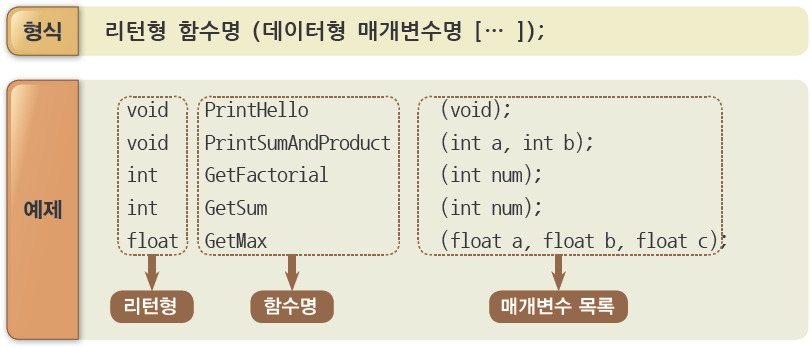 형식 리턴형 함수명 (데이터형 매개변수명 [… ]);
예제
void PrintHello (void);
void PrintSumAndProduct (int a, int b);
int GetFactorial (int num);
int GetSum (int num);
float GetMax (float a, float b, float c);
리턴형 함수명 매개변수 목록